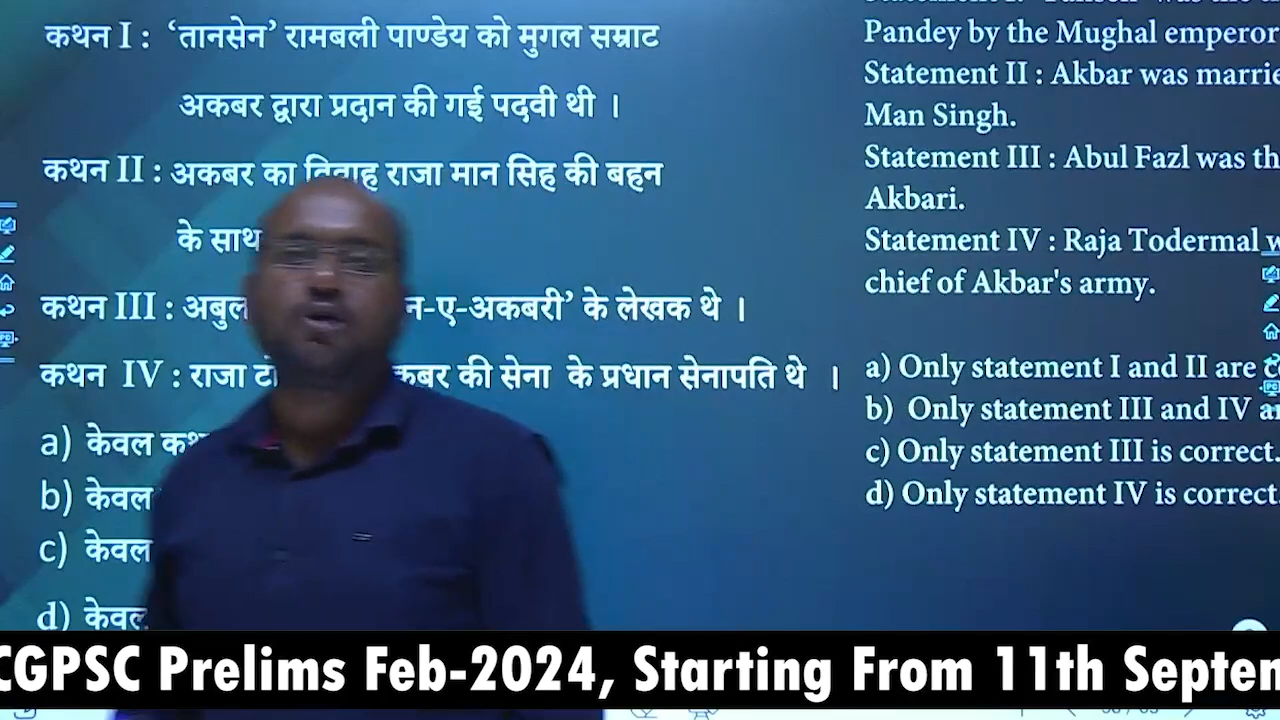 कथन I : ‘तानसेन’ रामबली पाण्डेय को मुगल सम्राट
अकबर द्वारा प्रदान की गई पदवी थी ।
कथन II : अकबर का विवाह राजा मान सिंह की बहन
के साथ
कथन III : अबुल न-ए-अकबरी’ के लेखक थे ।
कथन IV : राजा टो कबर की सेना के प्रधान सेनापति थे ।
a) केवल
b) केवल
c) केवल
d) केवल
Pandey by the Mughal emperor
Statement II : Akbar was marrie
Man Singh.
Statement III : Abul Fazl was th
Akbari.
Statement IV : Raja Todermal w
chief of Akbar's army.
a) Only statement I and II are c
b) Only statement III and IV a
c) Only statement III is correct.
d) Only statement IV is correct
CGPSC Prelims Feb-2024, Starting From 11th Septem